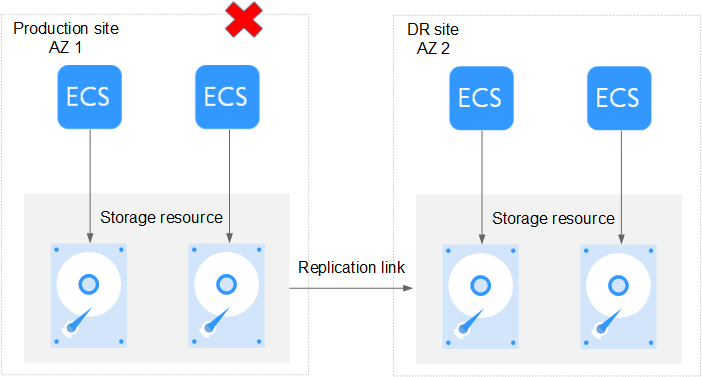 Production site
AZ 1
ECS
ECS
Storage resource
Replication link
DR site
AZ 2
ECS
ECS
Storage resource